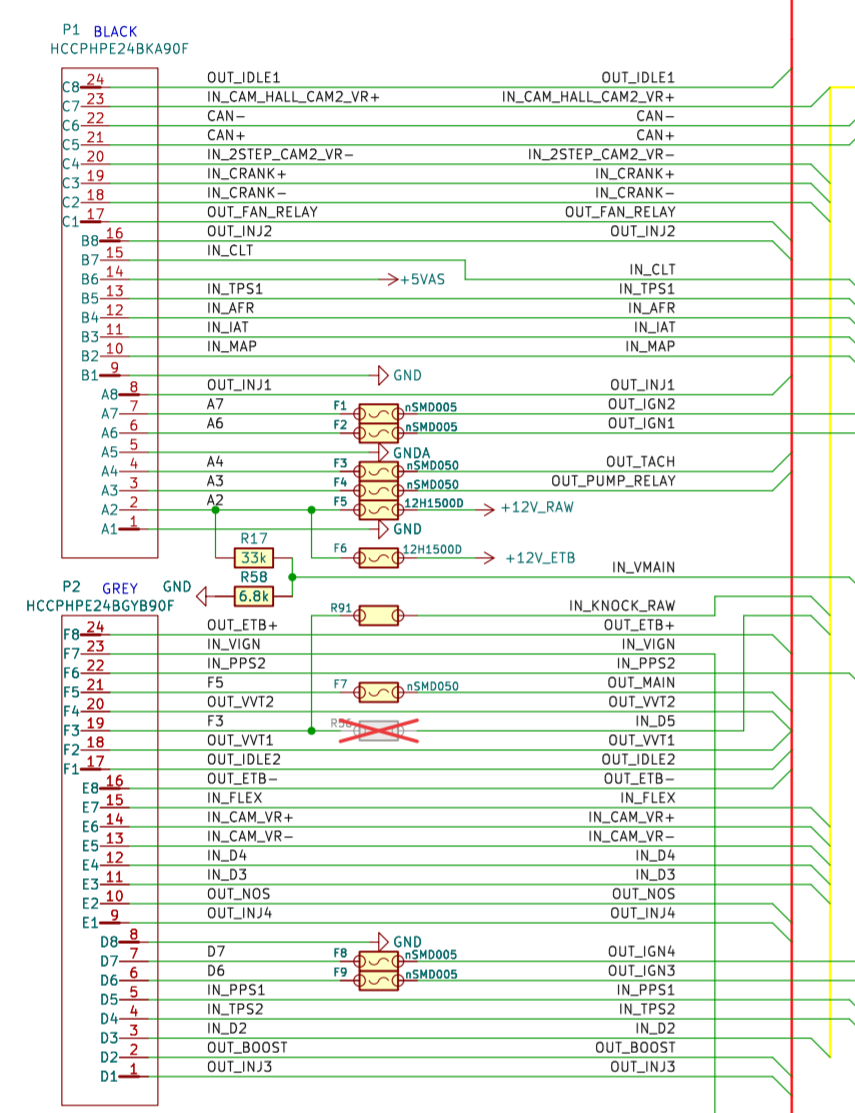 P1 BLACK
HCCPHPE24BKA90F
C8 24 OUT_IDLE1 OUT_IDLE1
C7 23 IN_CAM_HALL_CAM2_VR+ IN_CAM_HALL_CAM2_VR+
C6 22 CAN- CAN-
C5 21 CAN+ CAN+
C4 20 IN_2STEP_CAM2_VR- IN_2STEP_CAM2_VR-
C3 19 IN_CRANK+ IN_CRANK+
C2 18 IN_CRANK- IN_CRANK-
C1 17 OUT_FAN_RELAY OUT_FAN_RELAY
B8 16 OUT_INJ2 OUT_INJ2
B7 15 IN_CLT IN_CLT
B6 14 +5VAS
B5 13 IN_TPS1 IN_TPS1
B4 12 IN_AFR IN_AFR
B3 11 IN_IAT IN_IAT
B2 10 IN_MAP IN_MAP
B1 9 GND
A8 8 OUT_INJ1 OUT_INJ1
A7 7 A7 F1 nSMD005 OUT_IGN2
A6 6 A6 F2 nSMD005 OUT_IGN1
A5 5 GNDA
A4 4 A4 F3 nSMD050 OUT_TACH
A3 3 A3 F4 nSMD050 OUT_PUMP_RELAY
A2 2 A2 F5 12H1500D +12V_RAW
A1 1 GND
R17 33k F6 12H1500D +12V_ETB
R58 6.8k GND IN_VMAIN
P2 GREY
HCCPHPE24BGYB90F
R91 IN_KNOCK_RAW
F8 24 OUT_ETB+ OUT_ETB+
F7 23 IN_VIGN IN_VIGN
F6 22 IN_PPS2 IN_PPS2
F5 21 F5 F7 nSMD050 OUT_MAIN
F4 20 OUT_VVT2 OUT_VVT2
F3 19 F3 IN_D5
F2 18 OUT_VVT1 OUT_VVT1
F1 17 OUT_IDLE2 OUT_IDLE2
E8 16 OUT_ETB- OUT_ETB-
E7 15 IN_FLEX IN_FLEX
E6 14 IN_CAM_VR+ IN_CAM_VR+
E5 13 IN_CAM_VR- IN_CAM_VR-
E4 12 IN_D4 IN_D4
E3 11 IN_D3 IN_D3
E2 10 OUT_NOS OUT_NOS
E1 9 OUT_INJ4 OUT_INJ4
D8 8 GND
D7 7 D7 F8 nSMD005 OUT_IGN4
D6 6 D6 F9 nSMD005 OUT_IGN3
D5 5 IN_PPS1 IN_PPS1
D4 4 IN_TPS2 IN_TPS2
D3 3 IN_D2 IN_D2
D2 2 OUT_BOOST OUT_BOOST
D1 1 OUT_INJ3 OUT_INJ3